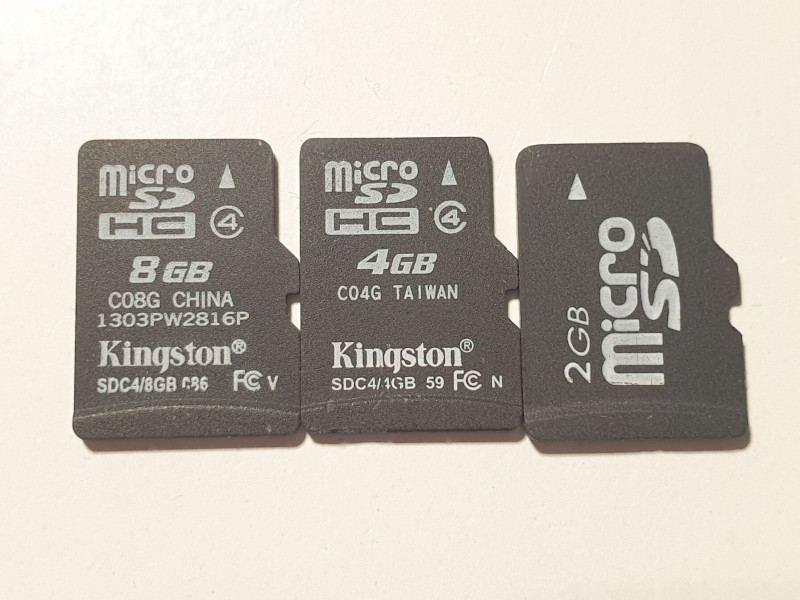 micro
SD
HC 4
8GB
C08G CHINA
1303PW2816P
Kingston®
SDC4/8GB 086 FC V
micro
SD
HC 4
4GB
C04G TAIWAN
Kingston®
SDC4/4GB 59 FC N
2GB
micro
SD